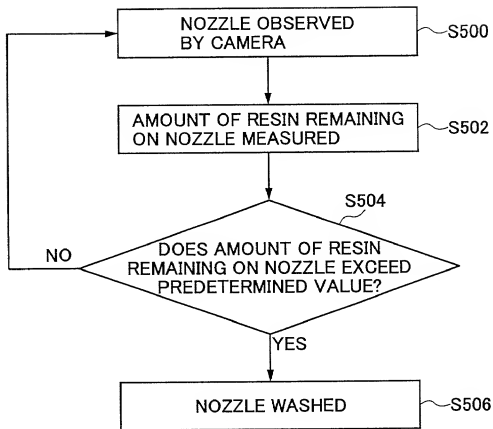 NOZZLE OBSERVED
BY CAMERA
S500
AMOUNT OF RESIN REMAINING
ON NOZZLE MEASURED
S502
S504
DOES AMOUNT OF RESIN
REMAINING ON NOZZLE EXCEED
PREDETERMINED VALUE?
NO
YES
NOZZLE WASHED
S506